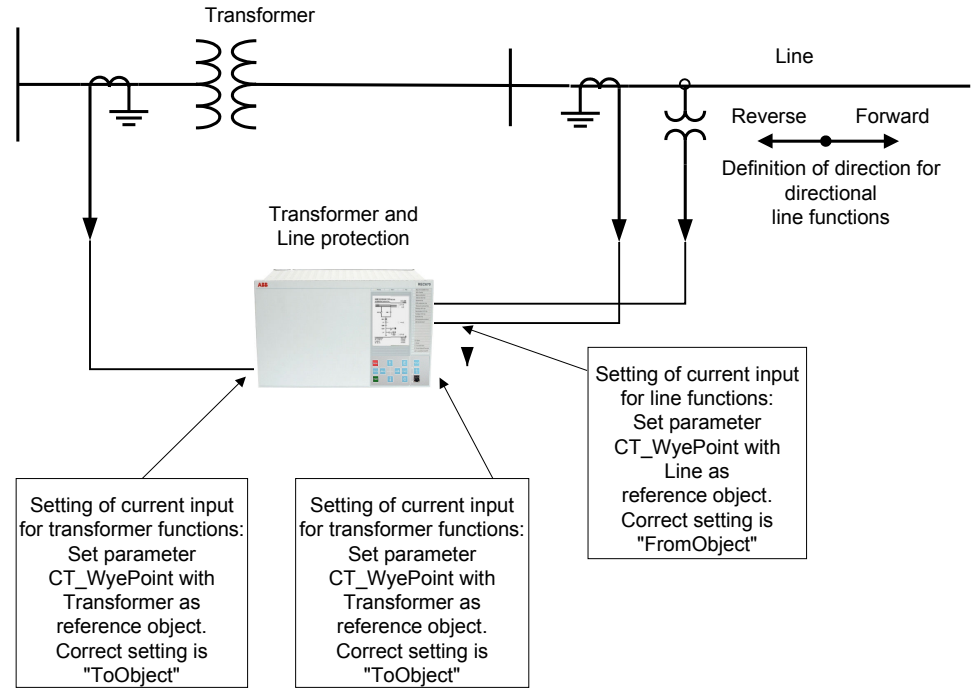 Transformer
Line
Reverse
Forward
Definition of direction for
directional
line functions
Transformer and
Line protection
ABB
Setting of current input
for line functions:
Set parameter
CT_WyePoint with
Line as
reference object.
Correct setting is
"FromObject"
Setting of current input
for transformer functions:
Set parameter
CT_WyePoint with
Transformer as
reference object.
Correct setting is
"ToObject"
Setting of current input
for transformer functions:
Set parameter
CT_WyePoint with
Transformer as
reference object.
Correct setting is
"ToObject"